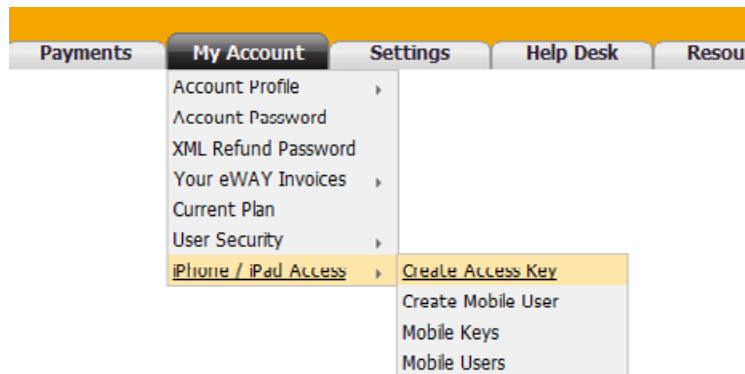 Payments My Account Settings Help Desk Resou
Account Profile
Account Password
XML Refund Password
Your eWAY Invoices
Current Plan
User Security
iPhone / iPad Access
Create Access Key
Create Mobile User
Mobile Keys
Mobile Users